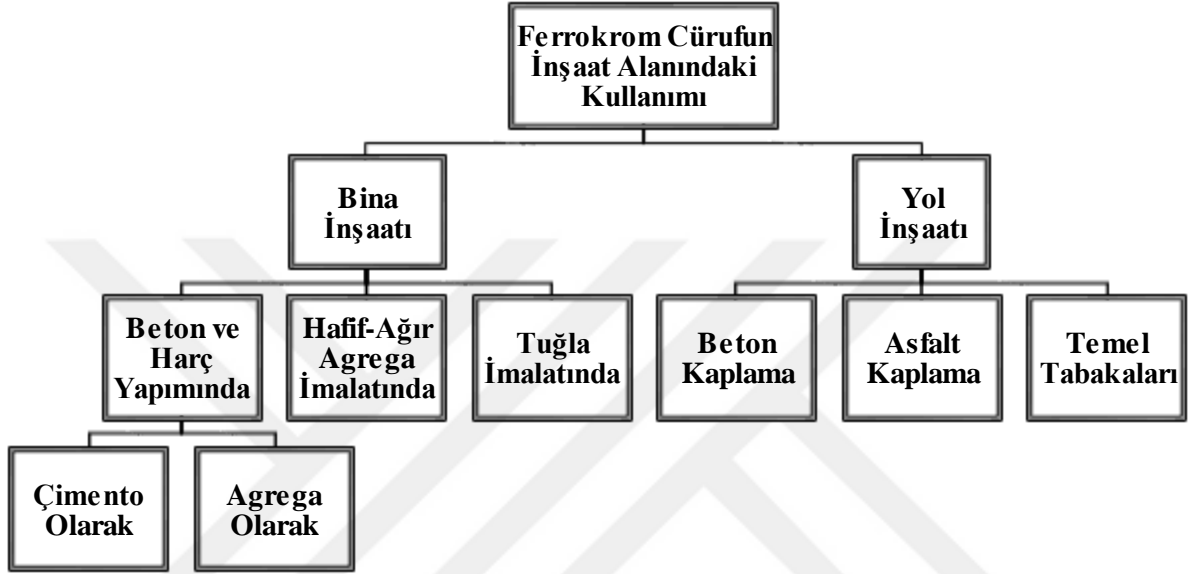 Ferrokrom Cürufun
İnşaat Alanındaki
Kullanımı
Bina
İnşaatı
Yol
İnşaatı
Beton ve
Harç
Yapımında
Hafif-Ağır
Agrega
İmalatında
Tuğla
İmalatında
Beton
Kaplama
Asfalt
Kaplama
Temel
Tabakaları
Çimento
Olarak
Agrega
Olarak